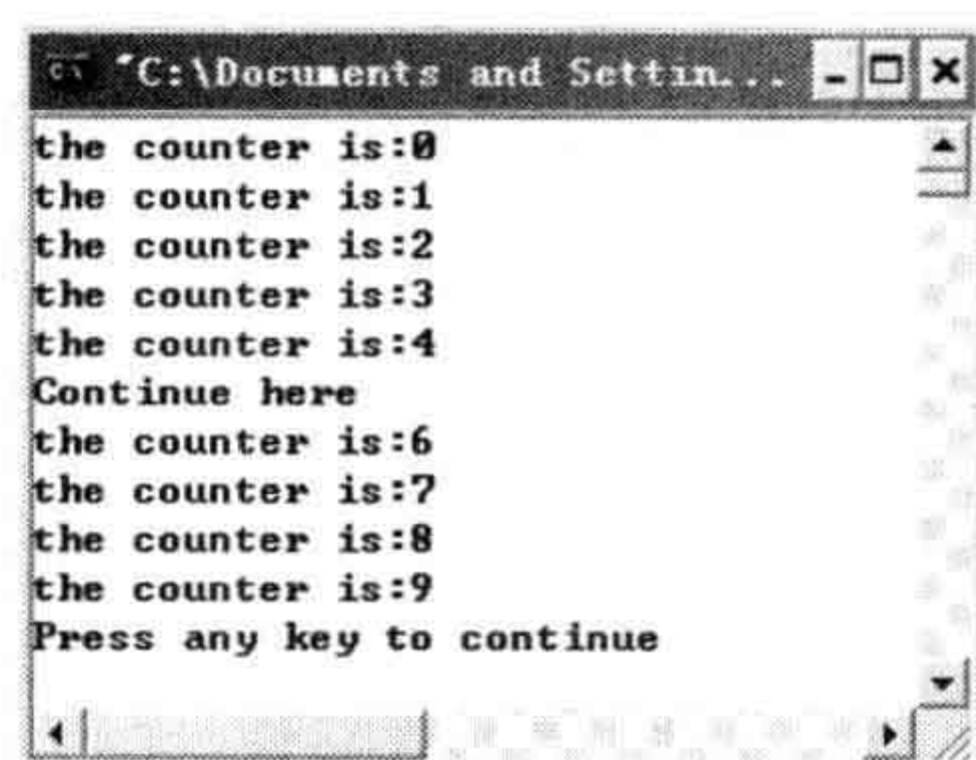 "C:\Documents and Settin...
the counter is:0
the counter is:1
the counter is:2
the counter is:3
the counter is:4
Continue here
the counter is:6
the counter is:7
the counter is:8
the counter is:9
Press any key to continue